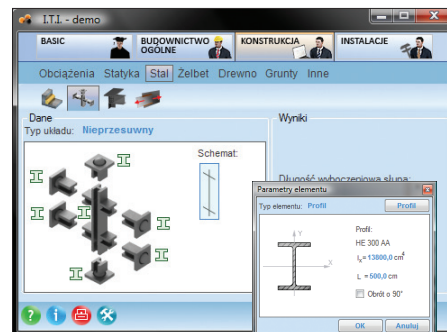 I.T.I. - demo
BASIC
BUDOWNICTWO
OGÓLNE
KONSTRUKCJA
INSTALACJE
Obciążenia Statyka Stal Żelbet Drewno Grunty Inne
Dane
Typ układu: Nieprzesuwny
Schemat:
Wyniki
Długość wyboczeniowa słupa:
Parametry elementu
Typ elementu: Profil
Profil
Y
X
Profil:
HE 300 AA
Ix= 13800,0 cm4
L = 500,0 cm
Obrót o 90°
OK
Anuluj